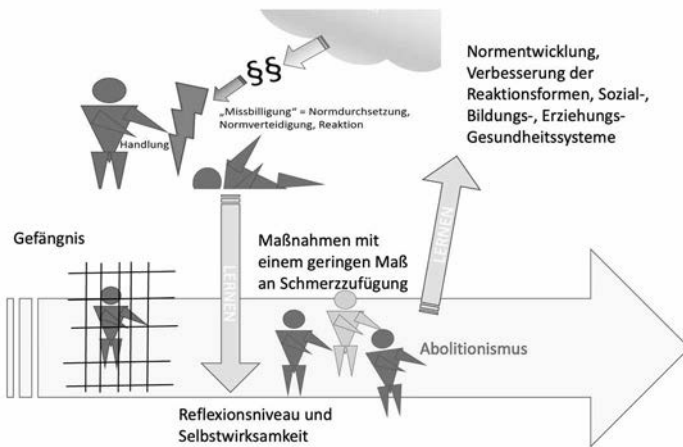 §§
„Missbilligung“ = Normdurchsetzung,
Normverteidigung, Reaktion
Handlung
Normentwicklung,
Verbesserung der
Reaktionsformen, Sozial-,
Bildungs-, Erziehungs-
Gesundheitssysteme
Gefängnis
LERNEN
Maßnahmen mit
einem geringen Maß
an Schmerzzufügung
LERNEN
Abolitionismus
Reflexionsniveau und
Selbstwirksamkeit